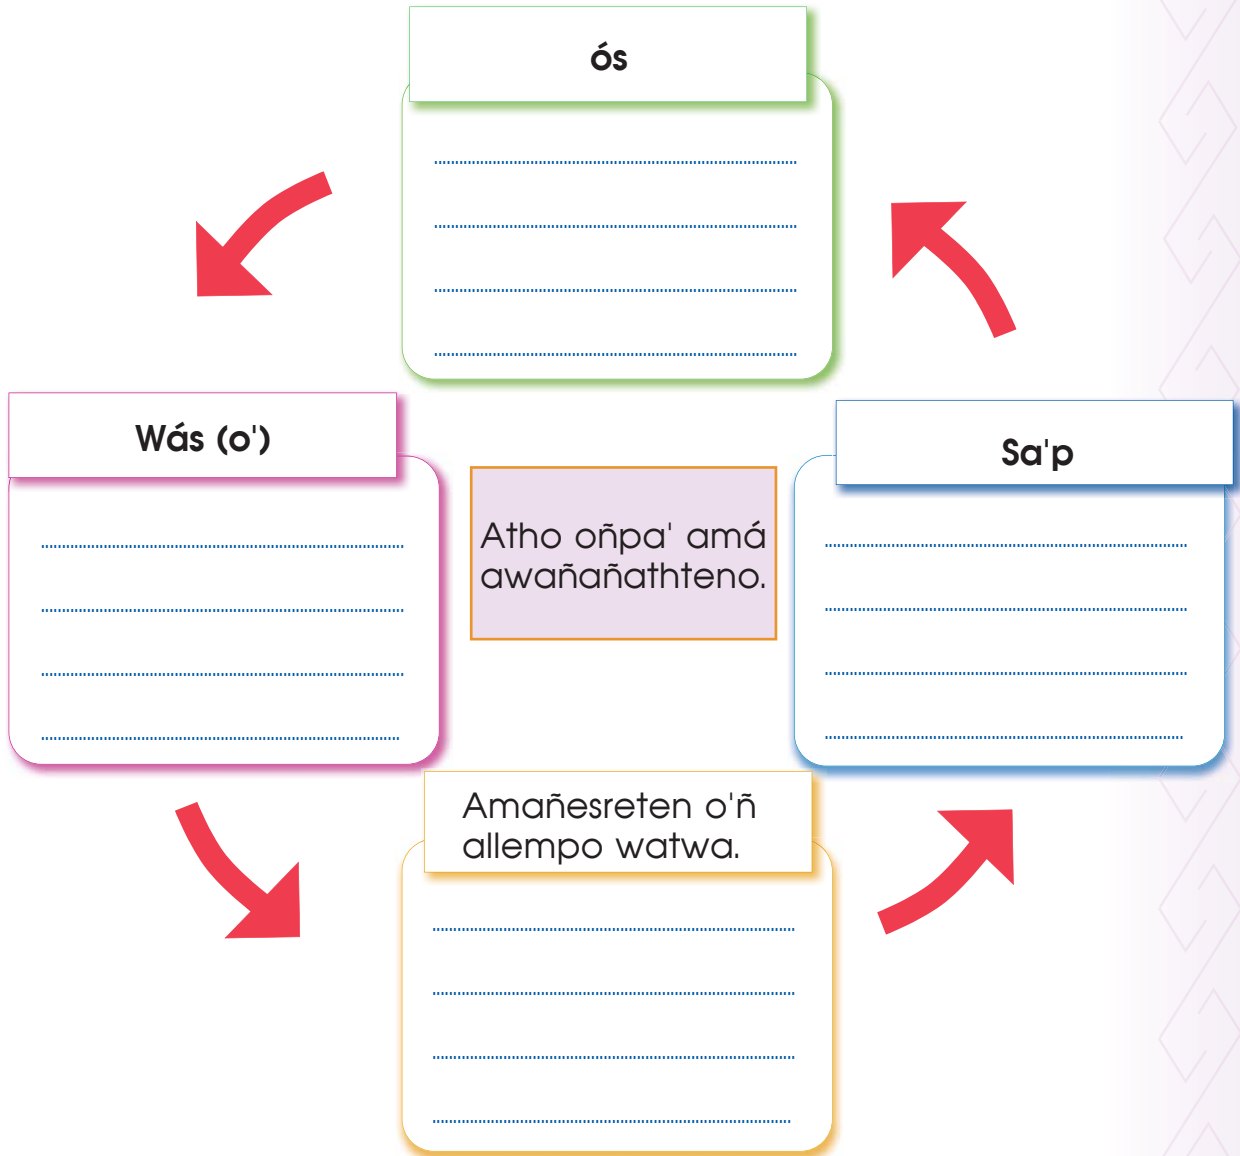 ós
Wás (o')
Sa'p
Atho oñpa' amá
awañañathteno.
Amañesreten o'ñ
allempo watwa.